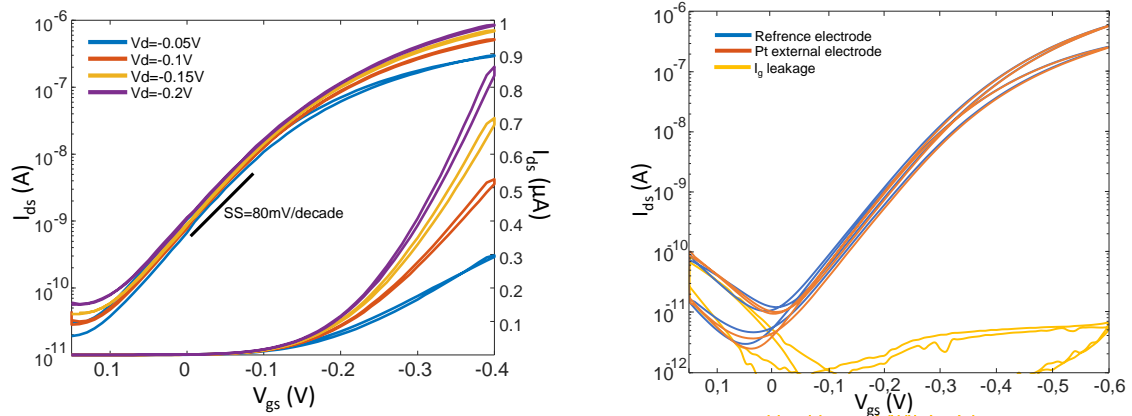 10^-6
10^-7
10^-8
10^-9
10^-10
10^-11
I_ds (A)
Vd=-0.05V
Vd=-0.1V
Vd=-0.15V
Vd=-0.2V
SS=80mV/decade
1
0.9
0.8
0.7
0.6
0.5
0.4
0.3
0.2
0.1
I_ds (µA)
0.1 0 -0.1 -0.2 -0.3 -0.4
V_gs (V)
10^-6
10^-7
10^-6
10^-9
10^-10
10^-11
10^12
I_ds (A)
Refrence electrode
Pt external electrode
I_g leakage
0,1 0 -0,1 -0,2 -0,3 -0,4 -0,5 -0,6
V_gs (V)